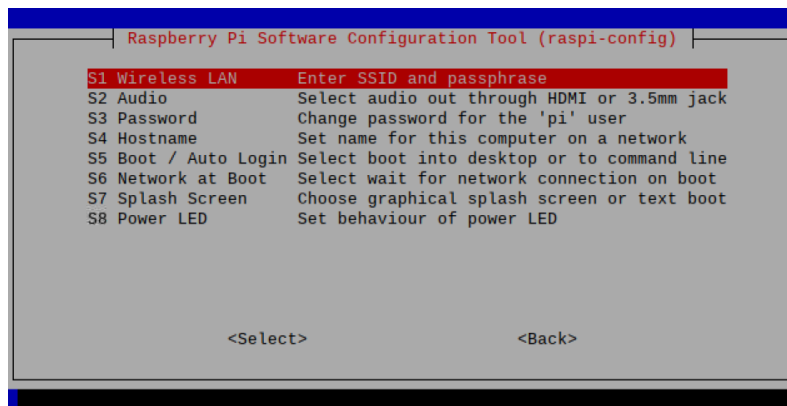 Raspberry Pi Software Configuration Tool (raspi-config)
S1 Wireless LAN Enter SSID and passphrase
S2 Audio Select audio out through HDMI or 3.5mm jack
S3 Password Change password for the 'pi' user
S4 Hostname Set name for this computer on a network
S5 Boot / Auto Login Select boot into desktop or to command line
S6 Network at Boot Select wait for network connection on boot
S7 Splash Screen Choose graphical splash screen or text boot
S8 Power LED Set behaviour of power LED
<Select> <Back>